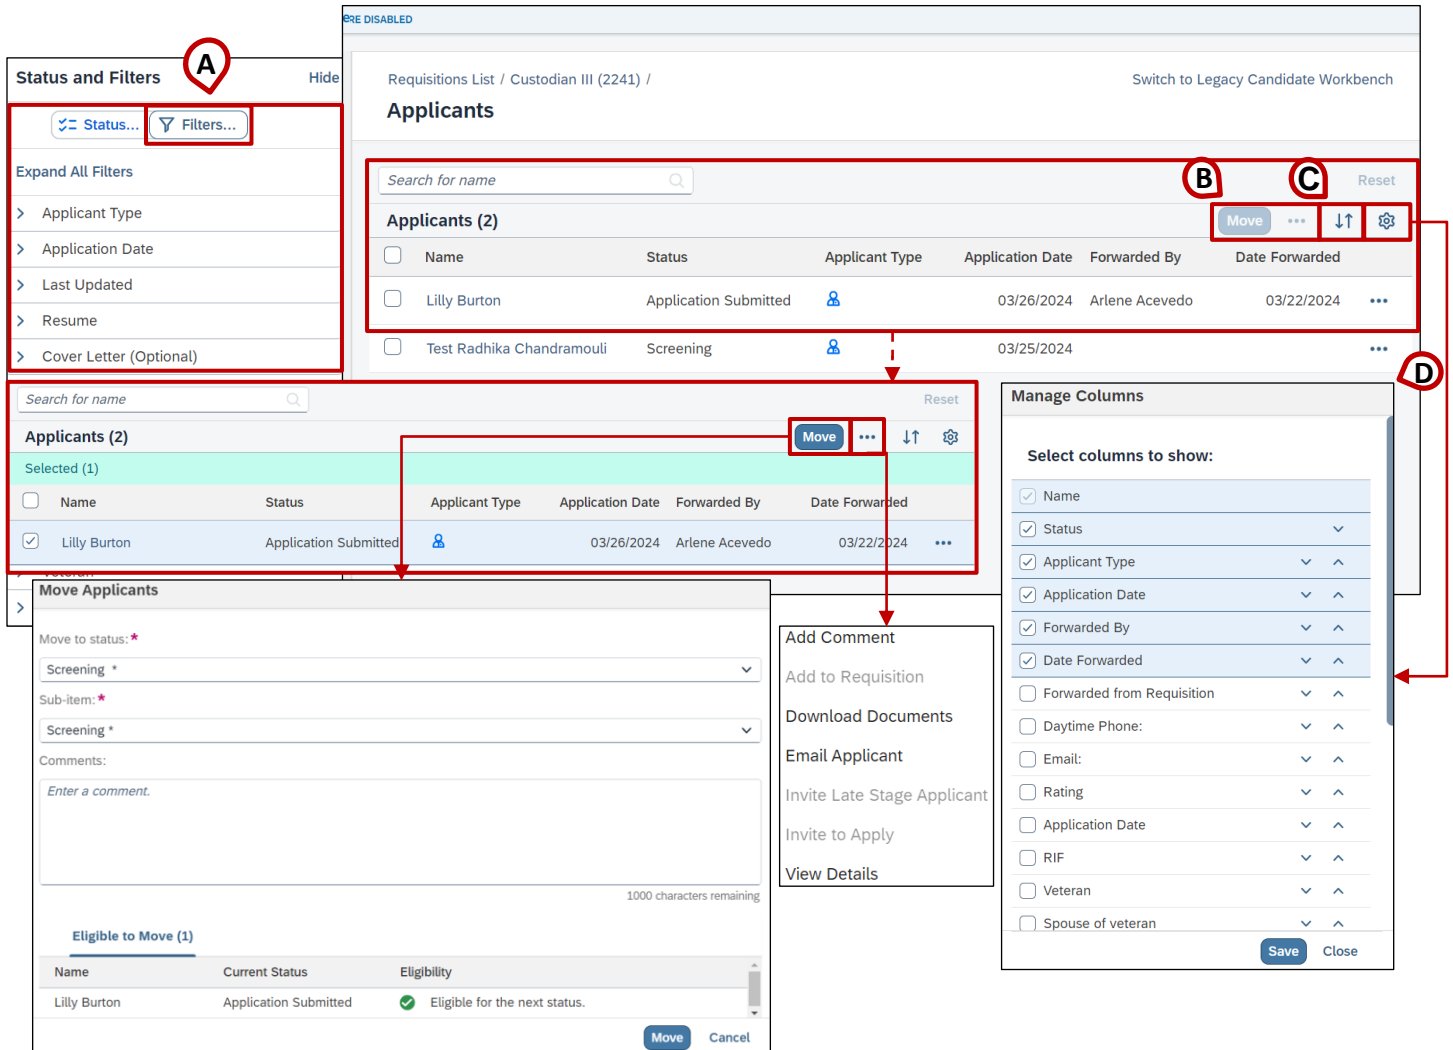 RE DISABLED
A
Status and Filters
Hide
Status...
Filters...
Expand All Filters
Applicant Type
Application Date
Last Updated
Resume
Cover Letter (Optional)
Requisitions List / Custodian III (2241) /
Switch to Legacy Candidate Workbench
Applicants
Search for name
B
C
Reset
Applicants (2)
Move
Name Status Applicant Type Application Date Forwarded By Date Forwarded
Lilly Burton Application Submitted 03/26/2024 Arlene Acevedo 03/22/2024
Test Radhika Chandramouli Screening 03/25/2024
D
Search for name
Reset
Applicants (2)
Move
Selected (1)
Name Status Applicant Type Application Date Forwarded By Date Forwarded
Lilly Burton Application Submitted 03/26/2024 Arlene Acevedo 03/22/2024
Veteran
Move Applicants
Move to status: *
Screening *
Sub-item: *
Screening *
Comments:
Enter a comment.
1000 characters remaining
Eligible to Move (1)
Name Current Status Eligibility
Lilly Burton Application Submitted Eligible for the next status.
Move Cancel
Add Comment
Add to Requisition
Download Documents
Email Applicant
Invite Late Stage Applicant
Invite to Apply
View Details
Manage Columns
Select columns to show:
Name
Status
Applicant Type
Application Date
Forwarded By
Date Forwarded
Forwarded from Requisition
Daytime Phone:
Email:
Rating
Application Date
RIF
Veteran
Spouse of veteran
Save Close